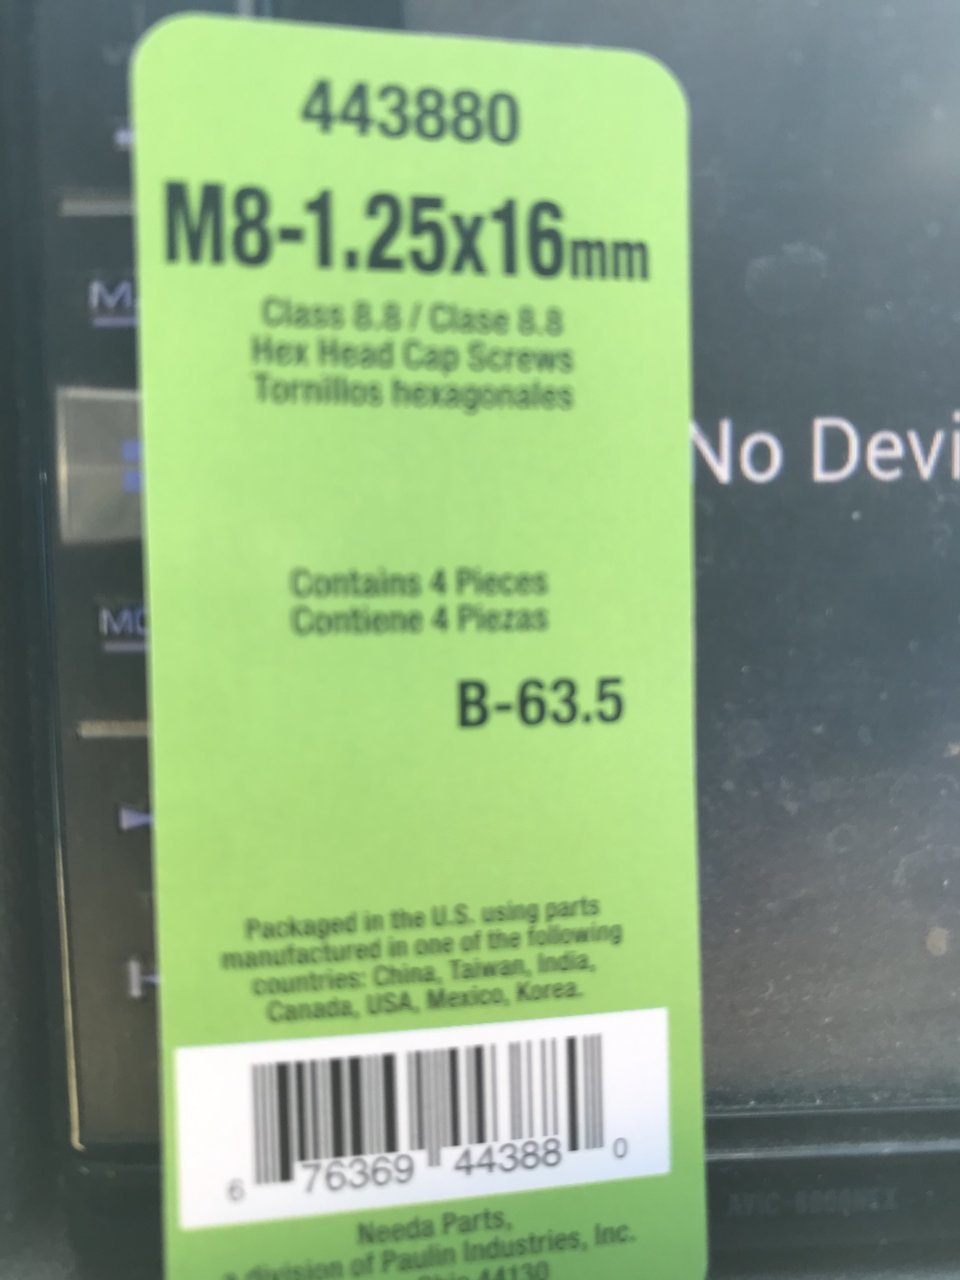 443880
M8-1.25x16mm
Class 8.8 / Clase 8.8
Hex Head Cap Screws
Tornillos hexagonales
No Devi
Contains 4 Pieces
Contiene 4 Piezas
B-63.5
Packaged in the U.S. using parts
manufactured in one of the following
countries: China, Taiwan, India,
Canada, USA, Mexico, Korea.
6 76369 44388 0
Needa Parts,
a division of Paulin Industries, Inc.
Ohio 44130